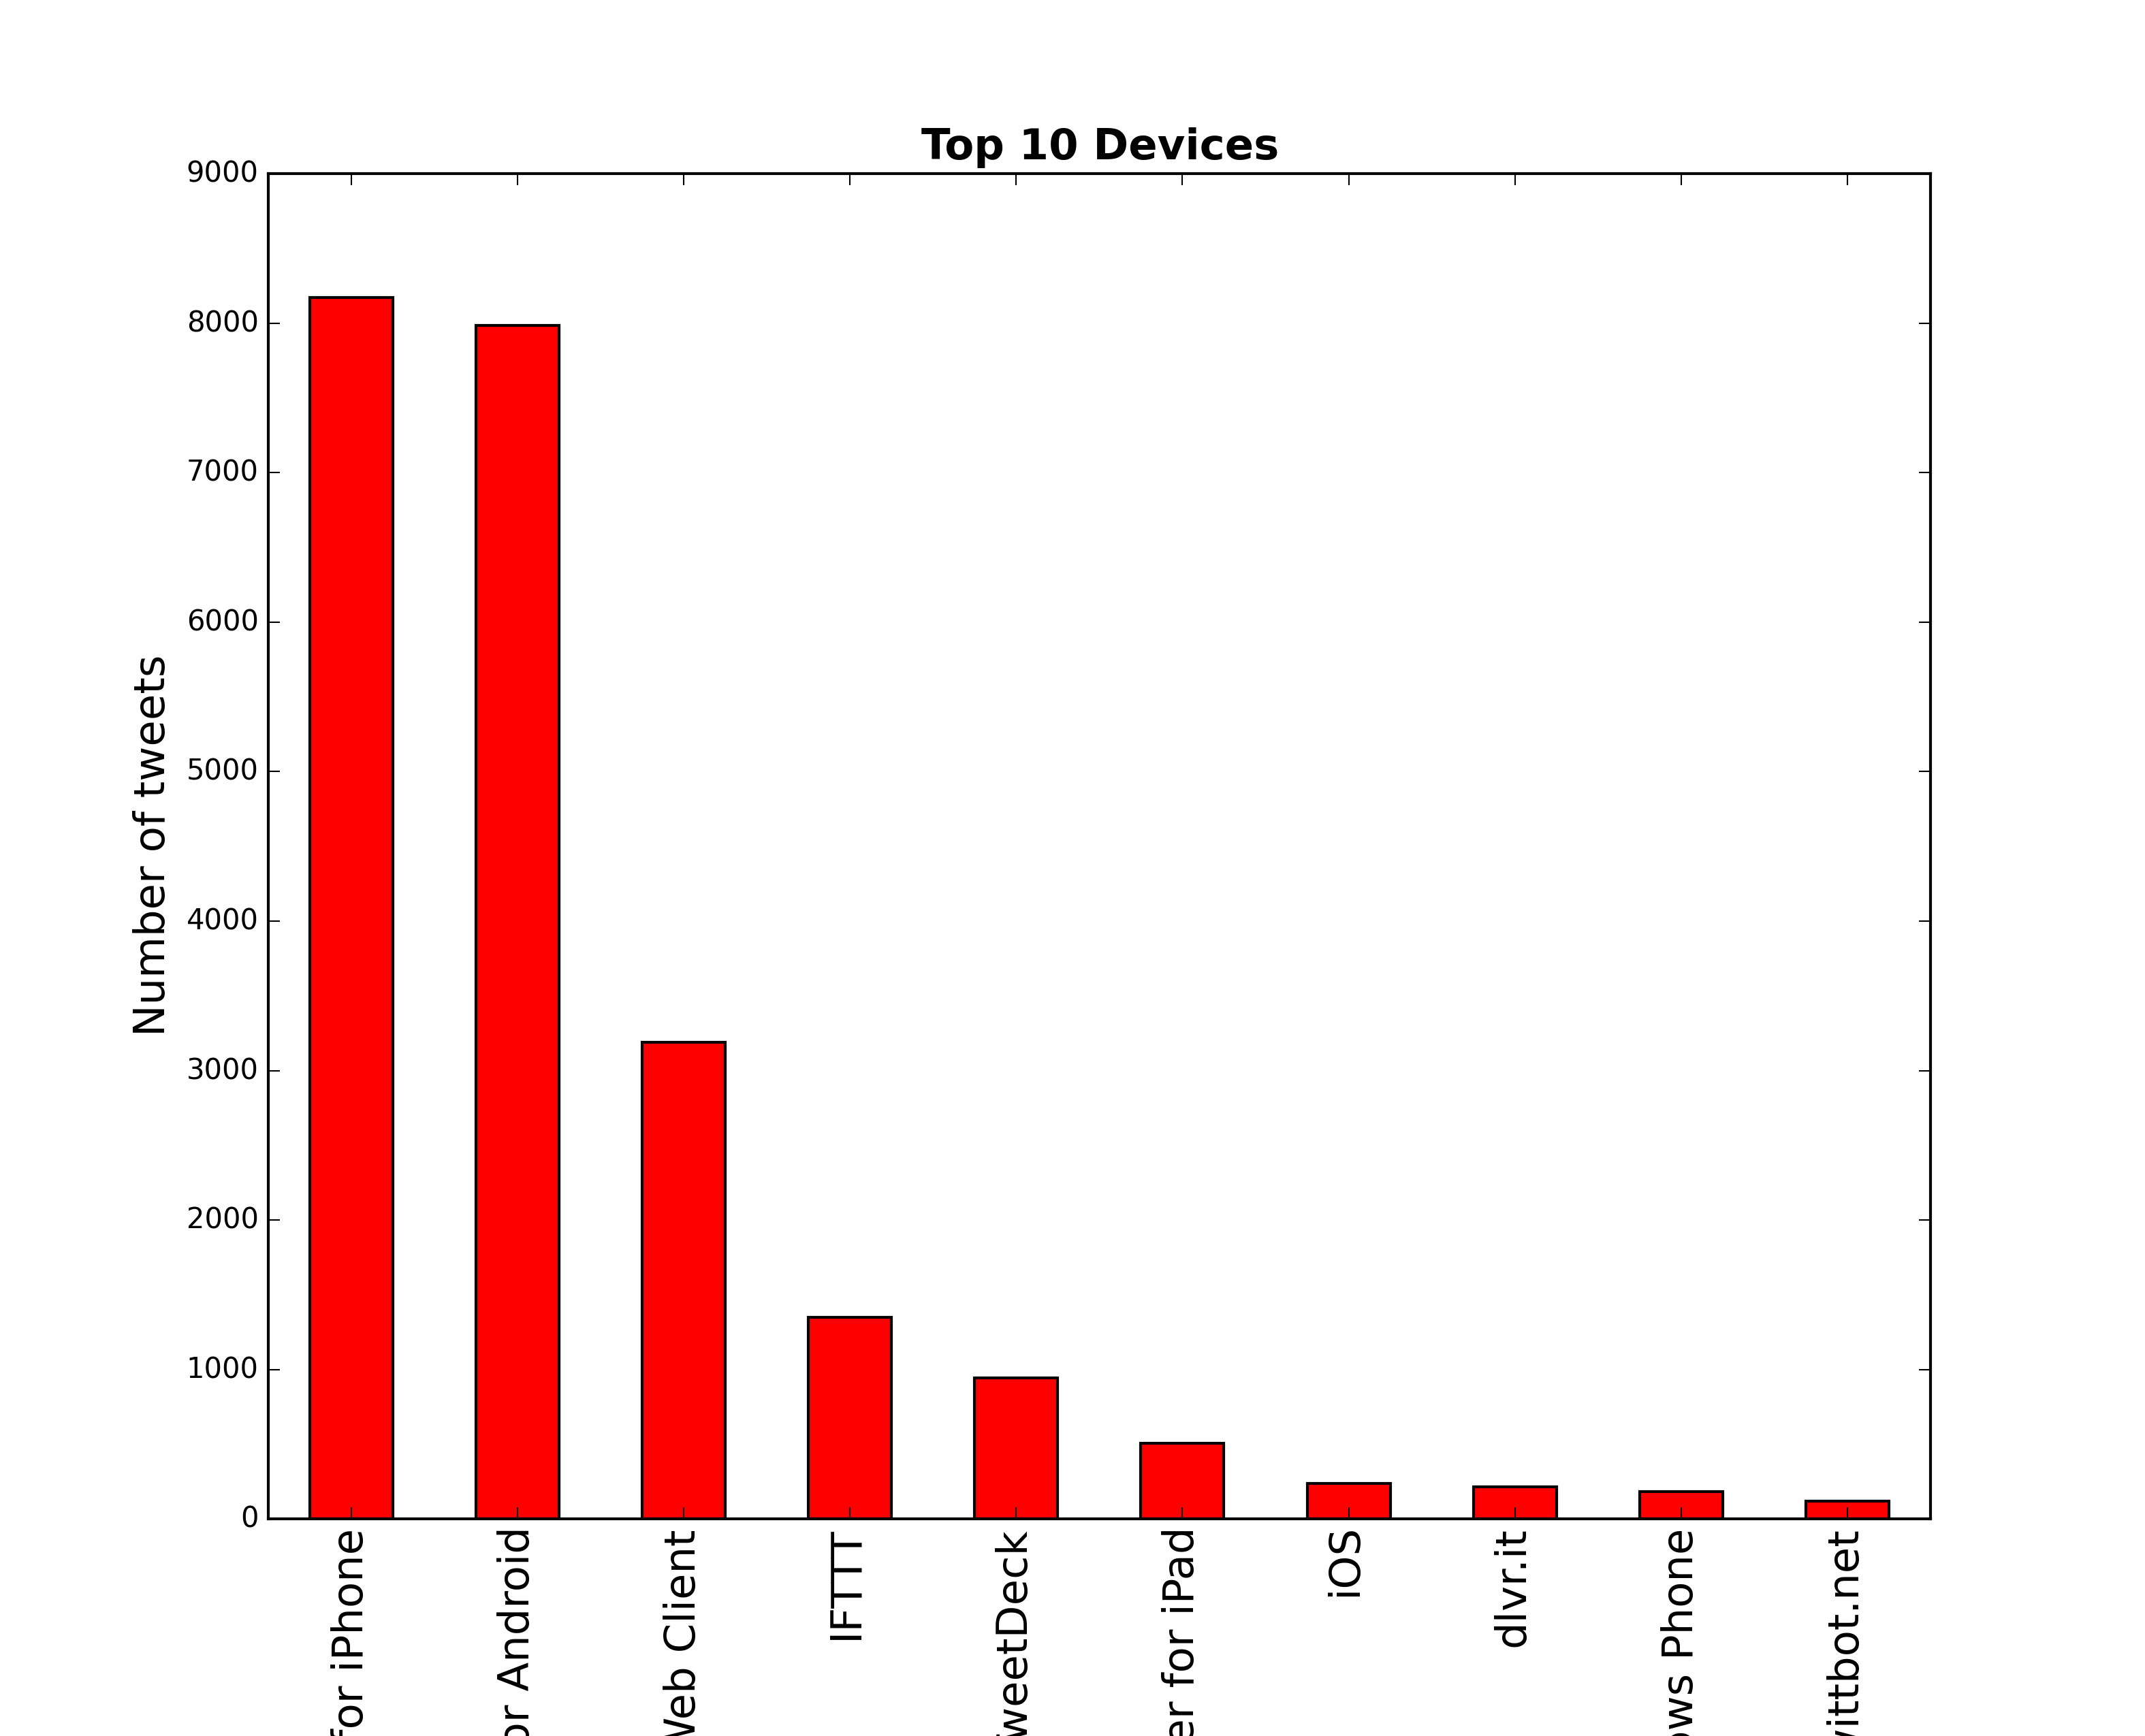 Top 10 Devices
Number of tweets
9000
8000
7000
6000
5000
4000
3000
2000
1000
0
for iPhone
or Android
Web Client
IFTTT
weetDeck
er for iPad
iOS
dlvr.it
ows Phone
ittbot.net